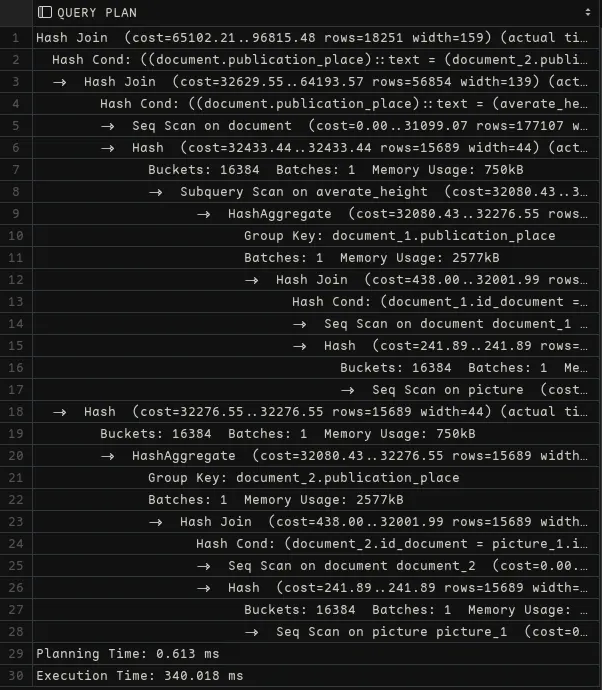 QUERY PLAN
1 Hash Join (cost=65102.21..96815.48 rows=18251 width=159) (actual ti…
2 Hash Cond: ((document.publication_place)::text = (document_2.publi…
3 -> Hash Join (cost=32629.55..64193.57 rows=56854 width=139) (act…
4 Hash Cond: ((document.publication_place)::text = (averate_he…
5 -> Seq Scan on document (cost=0.00..31099.07 rows=177107 w…
6 -> Hash (cost=32433.44..32433.44 rows=15689 width=44) (act…
7 Buckets: 16384 Batches: 1 Memory Usage: 750kB
8 -> Subquery Scan on averate_height (cost=32080.43..3…
9 -> HashAggregate (cost=32080.43..32276.55 rows…
10 Group Key: document_1.publication_place
11 Batches: 1 Memory Usage: 2577kB
12 -> Hash Join (cost=438.00..32001.99 rows…
13 Hash Cond: (document_1.id_document =…
14 -> Seq Scan on document document_1 …
15 -> Hash (cost=241.89..241.89 rows=…
16 Buckets: 16384 Batches: 1 Me…
17 -> Seq Scan on picture (cost…
18 -> Hash (cost=32276.55..32276.55 rows=15689 width=44) (actual ti…
19 Buckets: 16384 Batches: 1 Memory Usage: 750kB
20 -> HashAggregate (cost=32080.43..32276.55 rows=15689 width…
21 Group Key: document_2.publication_place
22 Batches: 1 Memory Usage: 2577kB
23 -> Hash Join (cost=438.00..32001.99 rows=15689 width…
24 Hash Cond: (document_2.id_document = picture_1.i…
25 -> Seq Scan on document document_2 (cost=0.00.…
26 -> Hash (cost=241.89..241.89 rows=15689 width=…
27 Buckets: 16384 Batches: 1 Memory Usage: …
28 -> Seq Scan on picture picture_1 (cost=0…
29 Planning Time: 0.613 ms
30 Execution Time: 340.018 ms